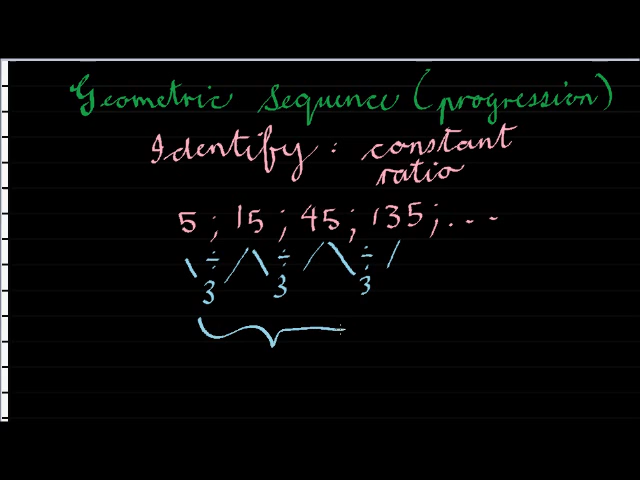 Geometric sequence (progression)
Identify : constant
ratio
5 ; 15 ; 45 ; 135 ; ...
÷ ÷ ÷
3 3 3